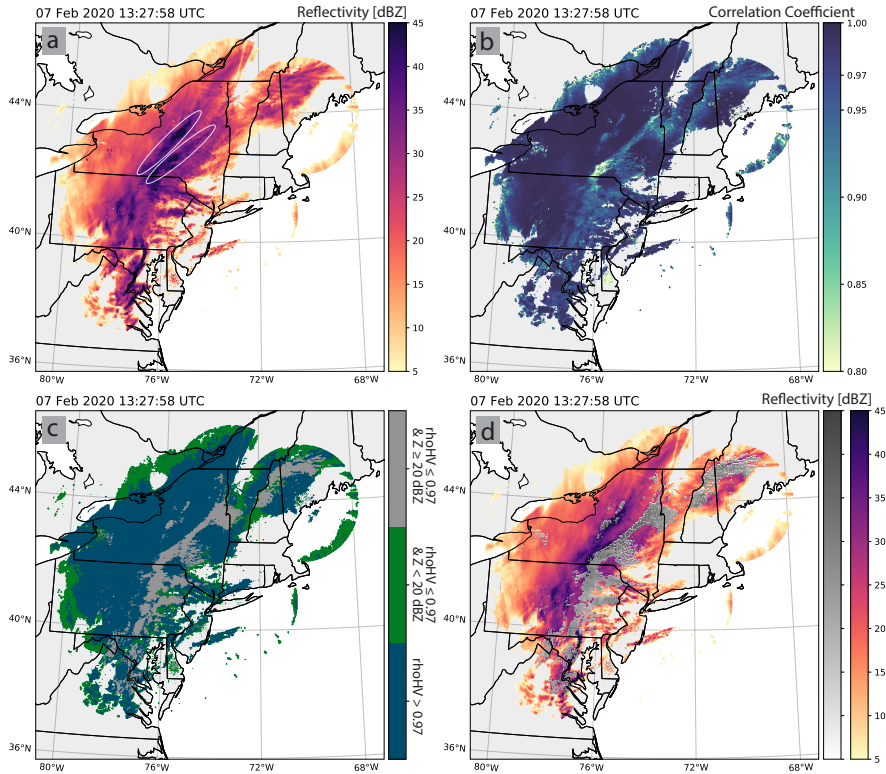 07 Feb 2020 13:27:58 UTC Reflectivity [dBZ]
a
44°N
40°N
36°N
80°W 76°W 72°W 68°W
45
40
35
30
25
20
15
10
5
07 Feb 2020 13:27:58 UTC Correlation Coefficient
b
44°N
40°N
36°N
80°W 76°W 72°W 68°W
1.00
0.97
0.95
0.90
0.85
0.80
07 Feb 2020 13:27:58 UTC
c
44°N
40°N
36°N
80°W 76°W 72°W 68°W
rhoHV ≤ 0.97
& Z ≥ 20 dBZ
rhoHV ≤ 0.97
& Z < 20 dBZ
rhoHV > 0.97
07 Feb 2020 13:27:58 UTC Reflectivity [dBZ]
d
44°N
40°N
36°N
80°W 76°W 72°W 68°W
45
40
35
30
25
20
15
10
5